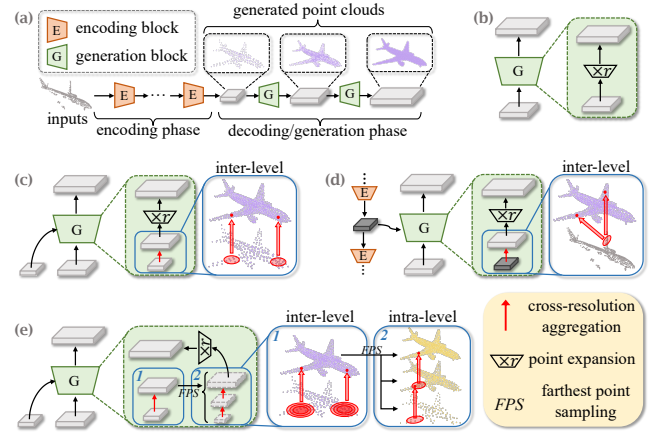 (a)
E encoding block
G generation block
generated point clouds
inputs
E ... E G G
encoding phase
decoding/generation phase
(b)
G
×r
(c)
G
×r
inter-level
(d)
E
E
G
×r
inter-level
(e)
G
×r
1
FPS
2
inter-level
1
FPS
intra-level
2
cross-resolution
aggregation
×r point expansion
FPS farthest point
sampling